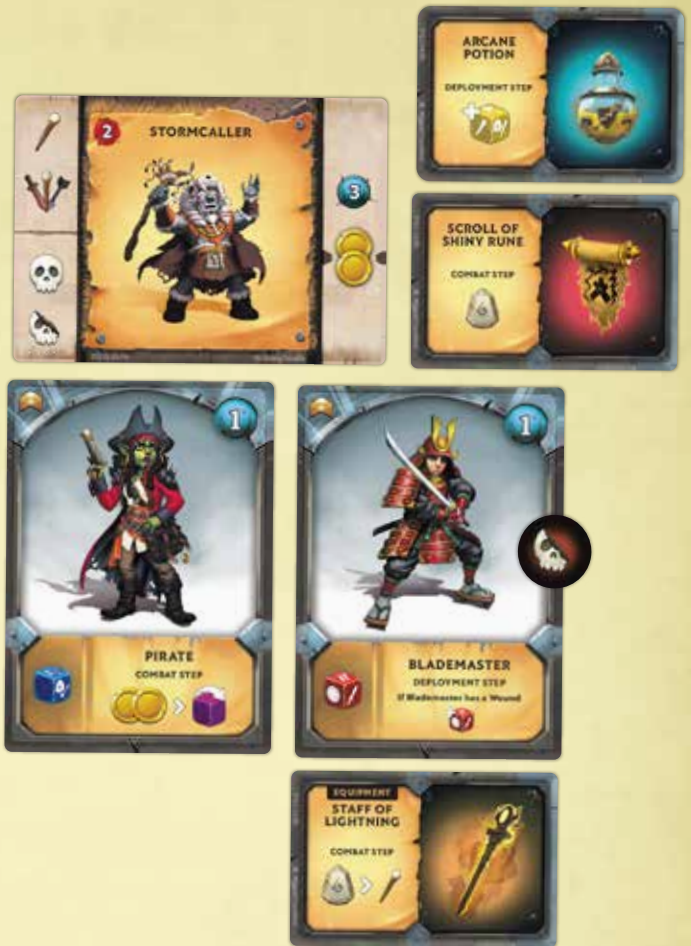 ARCANE
POTION
DEPLOYMENT STEP
2
STORMCALLER
3
SCROLL OF
SHINY RUNE
COMBAT STEP
1
PIRATE
COMBAT STEP
1
BLADEMASTER
DEPLOYMENT STEP
If Blademaster has a Wound
EQUIPMENT
STAFF OF
LIGHTNING
COMBAT STEP